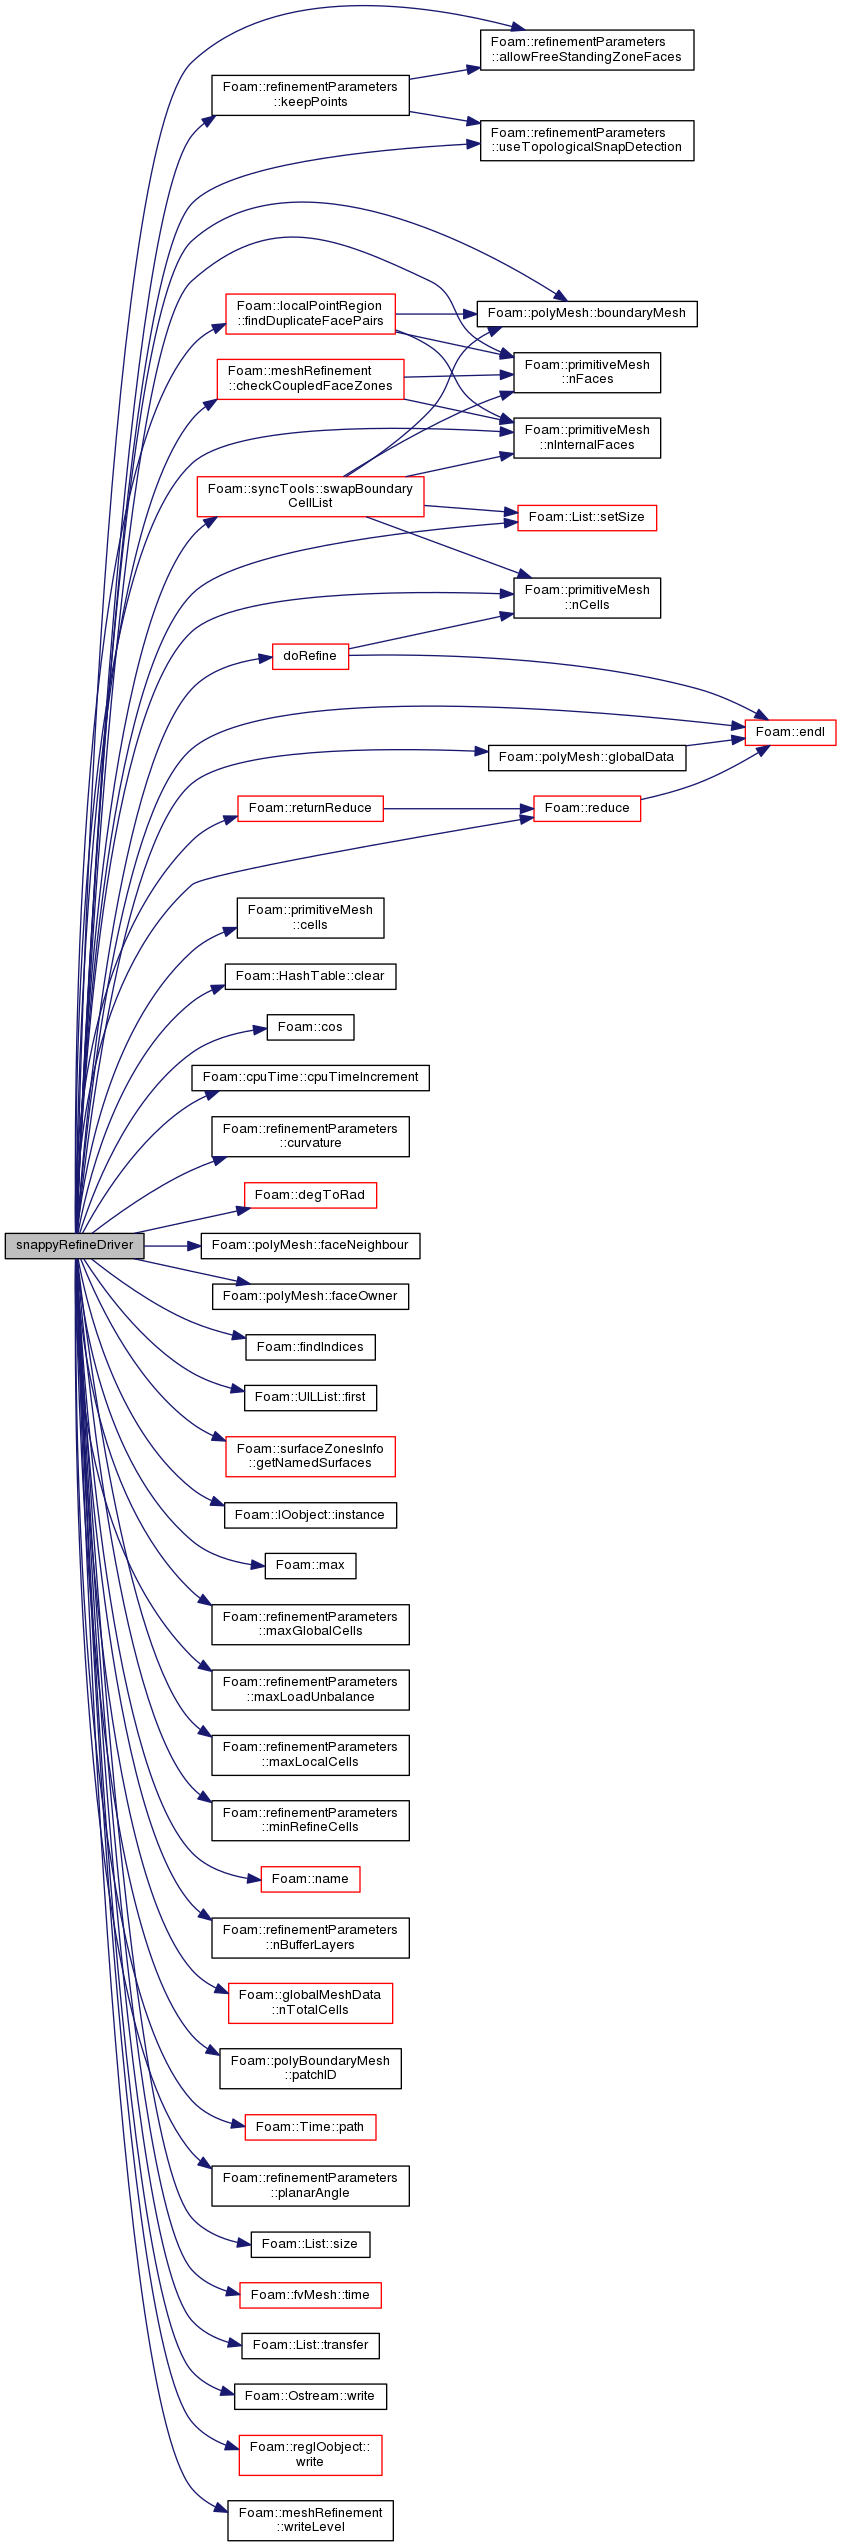 Foam::refinementParameters
::allowFreeStandingZoneFaces
Foam::refinementParameters
::keepPoints
Foam::refinementParameters
::useTopologicalSnapDetection
Foam::localPointRegion
::findDuplicateFacePairs
Foam::polyMesh::boundaryMesh
Foam::meshRefinement
::checkCoupledFaceZones
Foam::primitiveMesh
::nFaces
Foam::primitiveMesh
::nInternalFaces
Foam::syncTools::swapBoundary
CellList
Foam::List::setSize
Foam::primitiveMesh
::nCells
doRefine
Foam::endl
Foam::polyMesh::globalData
Foam::returnReduce
Foam::reduce
Foam::primitiveMesh
::cells
Foam::HashTable::clear
Foam::cos
Foam::cpuTime::cpuTimeIncrement
Foam::refinementParameters
::curvature
Foam::degToRad
snappyRefineDriver
Foam::polyMesh::faceNeighbour
Foam::polyMesh::faceOwner
Foam::findIndices
Foam::UILList::first
Foam::surfaceZonesInfo
::getNamedSurfaces
Foam::IOobject::instance
Foam::max
Foam::refinementParameters
::maxGlobalCells
Foam::refinementParameters
::maxLoadUnbalance
Foam::refinementParameters
::maxLocalCells
Foam::refinementParameters
::minRefineCells
Foam::name
Foam::refinementParameters
::nBufferLayers
Foam::globalMeshData
::nTotalCells
Foam::polyBoundaryMesh
::patchID
Foam::Time::path
Foam::refinementParameters
::planarAngle
Foam::List::size
Foam::fvMesh::time
Foam::List::transfer
Foam::Ostream::write
Foam::regIOobject::
write
Foam::meshRefinement
::writeLevel